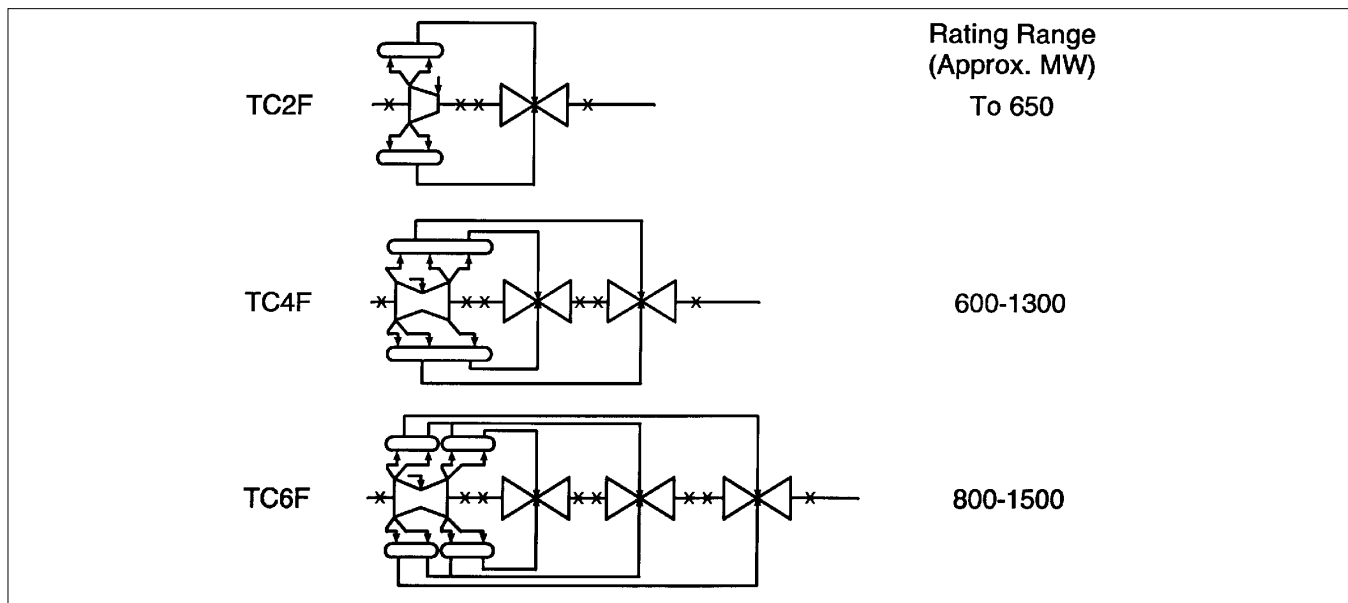 Rating Range
(Approx. MW)
TC2F
To 650
TC4F
600-1300
TC6F
800-1500